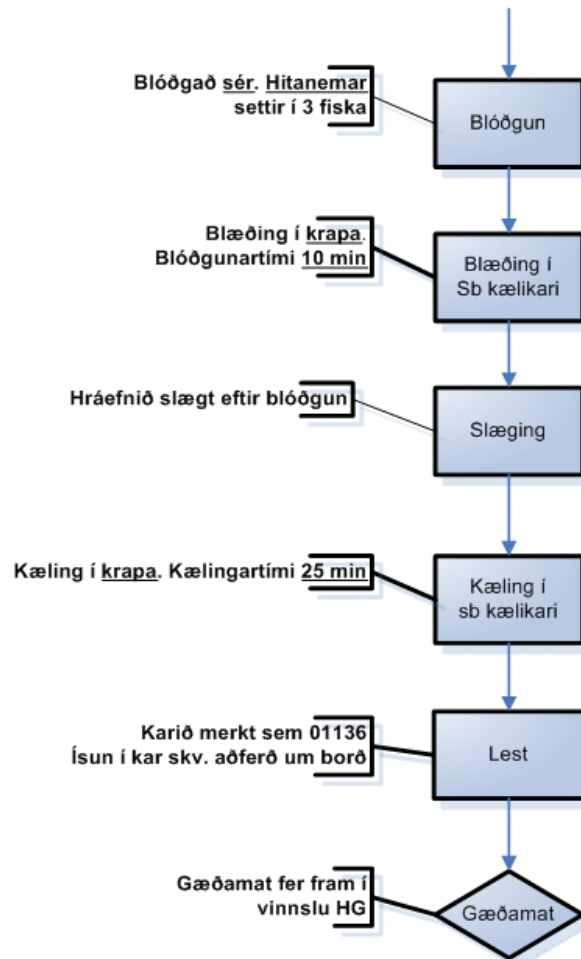 Blóðgað sér. Hitanemar
settir í 3 fiska
Blóðgun
Blæðing í krapa.
Blóðgunartími 10 min
Blæðing í
Sb kælikari
Hráefnið slægt eftir blóðgun
Slæging
Kæling í krapa. Kælingartími 25 min
Kæling í
sb kælikari
Karið merkt sem 01136
Ísun í kar skv. aðferð um borð
Lest
Gæðamat fer fram í
vinnslu HG
Gæðamat